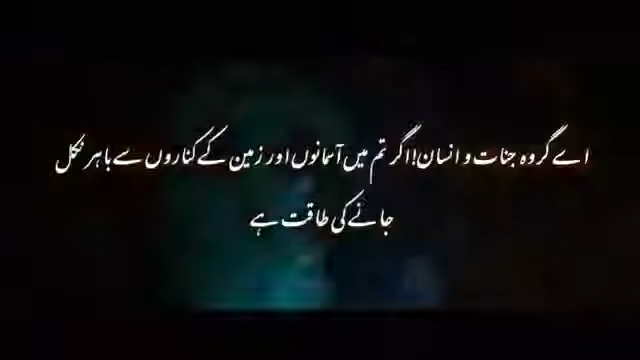 اے گروہ جنات و انسان! اگر تم میں آسمانوں اور زمین کے کناروں سے باہر نکل
جانے کی طاقت ہے